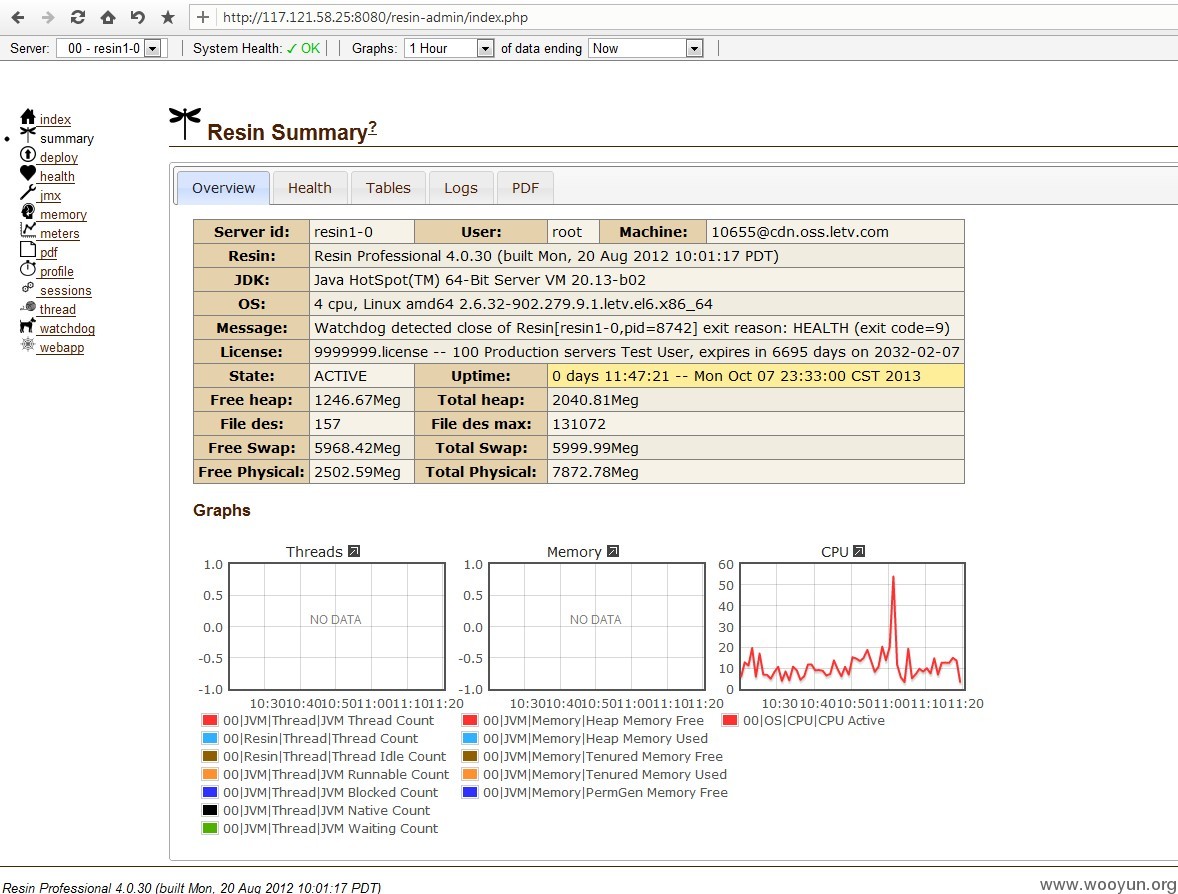 http://117.121.58.25:8080/resin-admin/index.php
Server: 00 - resin1-0 System Health: ✓ OK Graphs: 1 Hour of data ending Now
index
summary
deploy
health
jmx
memory
meters
pdf
profile
sessions
thread
watchdog
webapp
Resin Summary?
Overview Health Tables Logs PDF
Server id: resin1-0 User: root Machine: 10655@cdn.oss.letv.com
Resin: Resin Professional 4.0.30 (built Mon, 20 Aug 2012 10:01:17 PDT)
JDK: Java HotSpot(TM) 64-Bit Server VM 20.13-b02
OS: 4 cpu, Linux amd64 2.6.32-902.279.9.1.letv.el6.x86_64
Message: Watchdog detected close of Resin[resin1-0,pid=8742] exit reason: HEALTH (exit code=9)
License: 9999999.license -- 100 Production servers Test User, expires in 6695 days on 2032-02-07
State: ACTIVE Uptime: 0 days 11:47:21 -- Mon Oct 07 23:33:00 CST 2013
Free heap: 1246.67Meg Total heap: 2040.81Meg
File des: 157 File des max: 131072
Free Swap: 5968.42Meg Total Swap: 5999.99Meg
Free Physical: 2502.59Meg Total Physical: 7872.78Meg
Graphs
Threads
1.0
0.5
0.0
-0.5
-1.0
NO DATA
10:30 10:40 10:50 11:00 11:10 11:20
00|JVM|Thread|JVM Thread Count
00|Resin|Thread|Thread Count
00|Resin|Thread|Thread Idle Count
00|JVM|Thread|JVM Runnable Count
00|JVM|Thread|JVM Blocked Count
00|JVM|Thread|JVM Native Count
00|JVM|Thread|JVM Waiting Count
Memory
1.0
0.5
0.0
-0.5
-1.0
NO DATA
10:30 10:40 10:50 11:00 11:10 11:20
00|JVM|Memory|Heap Memory Free
00|JVM|Memory|Heap Memory Used
00|JVM|Memory|Tenured Memory Free
00|JVM|Memory|Tenured Memory Used
00|JVM|Memory|PermGen Memory Free
CPU
60
50
40
30
20
10
0
10:30 10:40 10:50 11:00 11:10 11:20
00|OS|CPU|CPU Active
Resin Professional 4.0.30 (built Mon, 20 Aug 2012 10:01:17 PDT)
www.wooyun.org